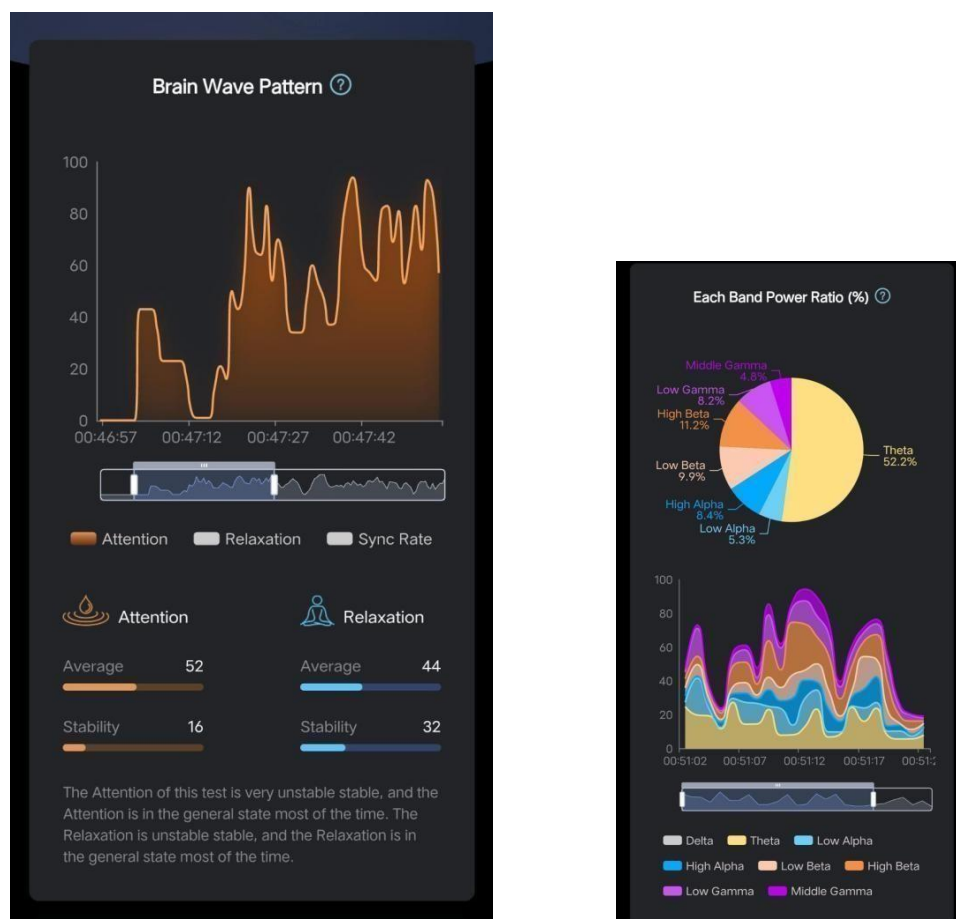 Brain Wave Pattern ?
100
80
60
40
20
0
00:46:57 00:47:12 00:47:27 00:47:42
Attention Relaxation Sync Rate
Attention Relaxation
Average 52 Average 44
Stability 16 Stability 32
The Attention of this test is very unstable stable, and the
Attention is in the general state most of the time. The
Relaxation is unstable stable, and the Relaxation is in
the general state most of the time.
Each Band Power Ratio (%) ?
Middle Gamma
4.8%
Low Gamma
8.2%
High Beta
11.2%
Theta
52.2%
Low Beta
9.9%
High Alpha
8.4%
Low Alpha
5.3%
100
80
60
40
20
0
00:51:02 00:51:07 00:51:12 00:51:17 00:51:
Delta Theta Low Alpha
High Alpha Low Beta High Beta
Low Gamma Middle Gamma